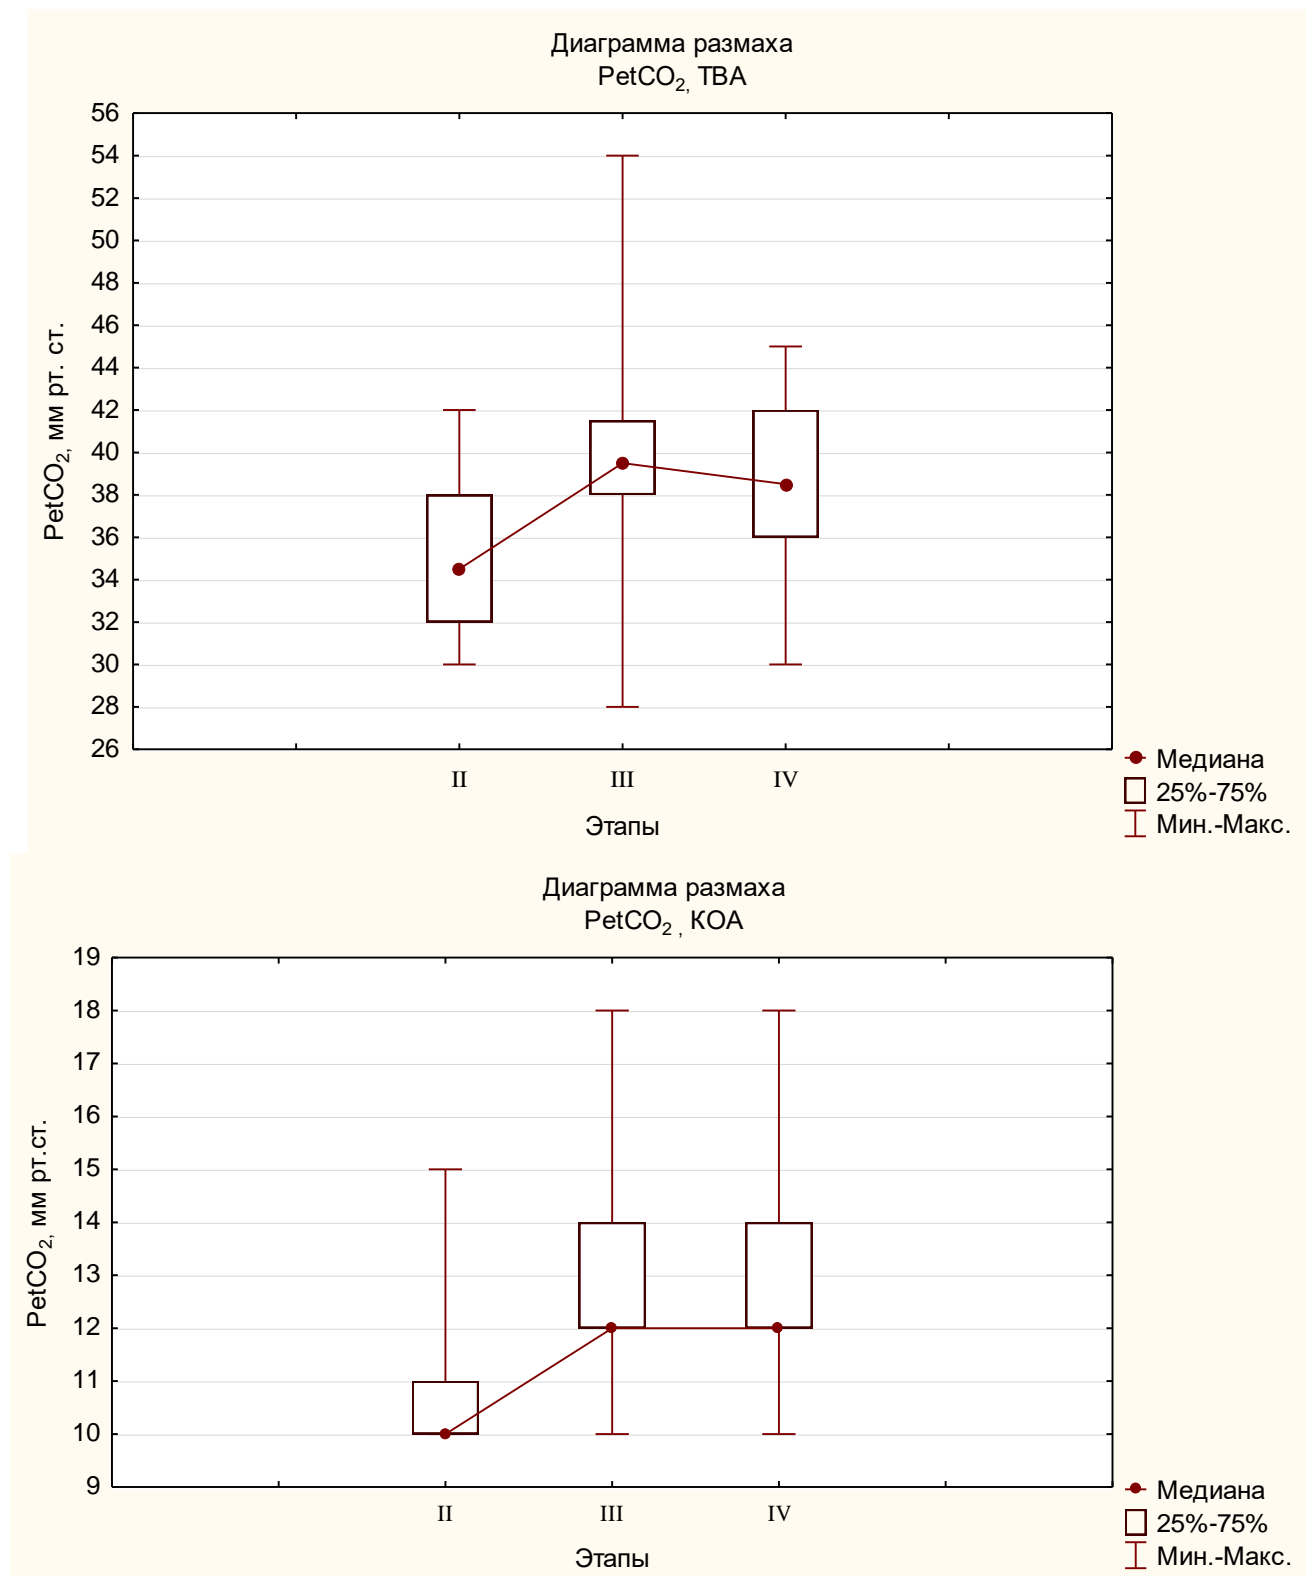 Диаграмма размаха
PetCO₂, ТВА
56
54
52
50
48
46
44
42
40
38
36
34
32
30
28
26
PetCO₂, мм рт. ст.
II III IV
Этапы
Медиана
25%-75%
Мин.-Макс.
Диаграмма размаха
PetCO₂ , КОА
19
18
17
16
15
14
13
12
11
10
9
PetCO₂, мм рт.ст.
II III IV
Этапы
Медиана
25%-75%
Мин.-Макс.